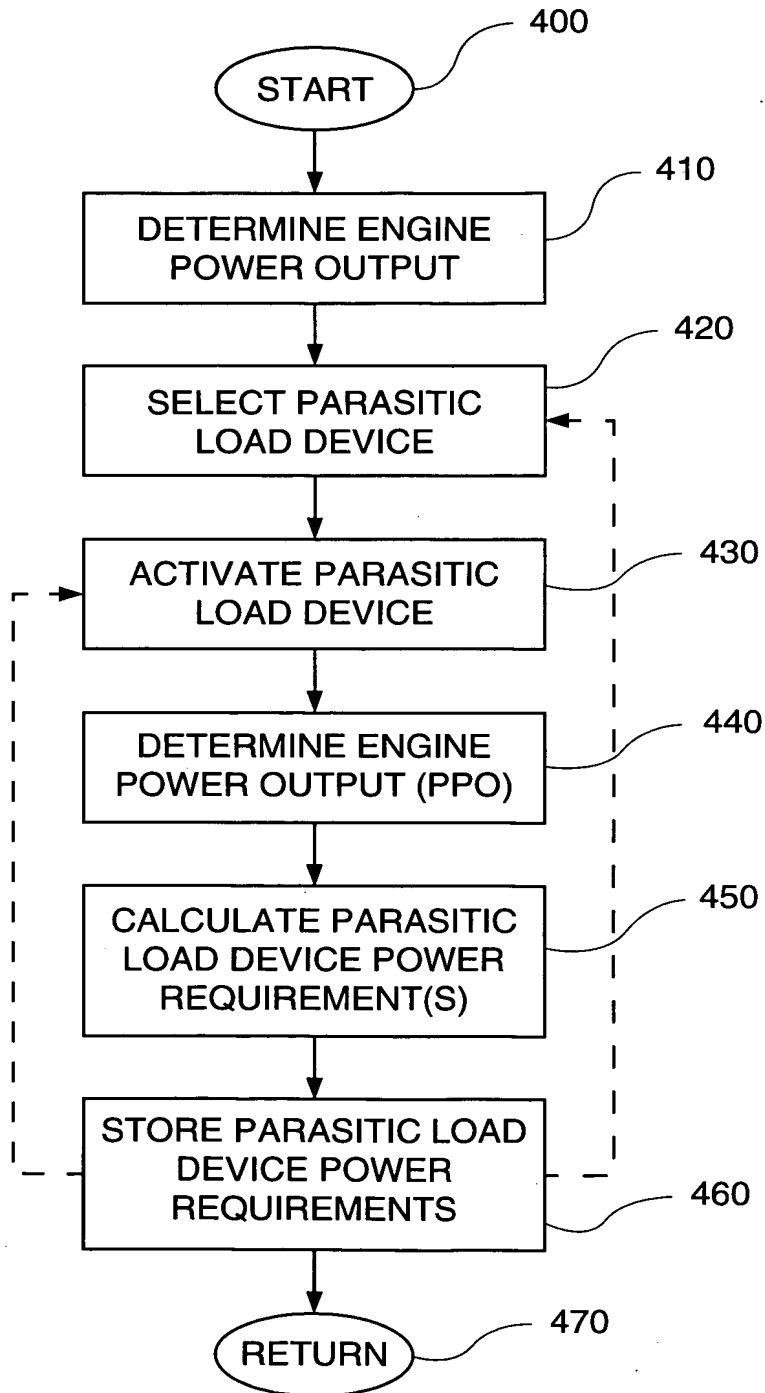 400
START
410
DETERMINE ENGINE
POWER OUTPUT
420
SELECT PARASITIC
LOAD DEVICE
430
ACTIVATE PARASITIC
LOAD DEVICE
440
DETERMINE ENGINE
POWER OUTPUT (PPO)
450
CALCULATE PARASITIC
LOAD DEVICE POWER
REQUIREMENT(S)
STORE PARASITIC LOAD
DEVICE POWER
REQUIREMENTS
460
470
RETURN